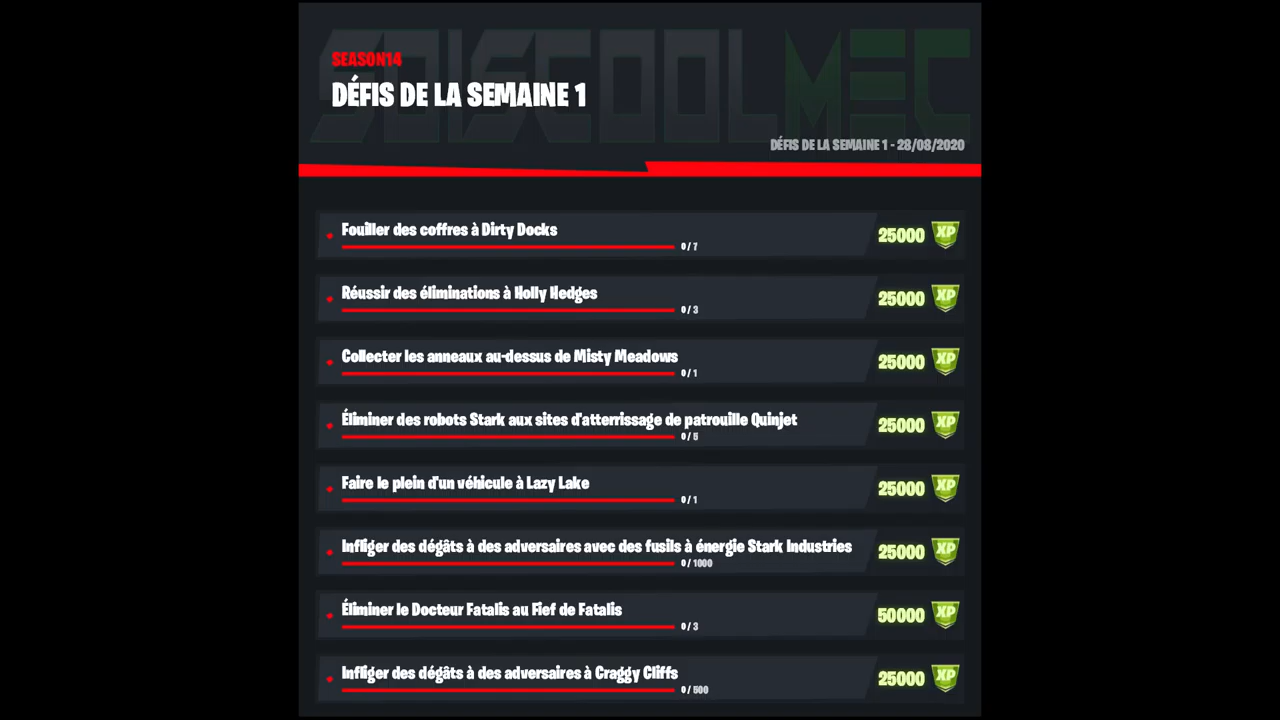 SOISCOOLMEC
SEASON14
DÉFIS DE LA SEMAINE 1
DÉFIS DE LA SEMAINE 1 - 28/08/2020
Fouiller des coffres à Dirty Docks
0 / 7
25000 XP
Réussir des éliminations à Holly Hedges
0 / 3
25000 XP
Collecter les anneaux au-dessus de Misty Meadows
0 / 1
25000 XP
Éliminer des robots Stark aux sites d'atterrissage de patrouille Quinjet
0 / 5
25000 XP
Faire le plein d'un véhicule à Lazy Lake
0 / 1
25000 XP
Infliger des dégâts à des adversaires avec des fusils à énergie Stark Industries
0 / 1000
25000 XP
Éliminer le Docteur Fatalis au Fief de Fatalis
0 / 3
50000 XP
Infliger des dégâts à des adversaires à Craggy Cliffs
0 / 500
25000 XP